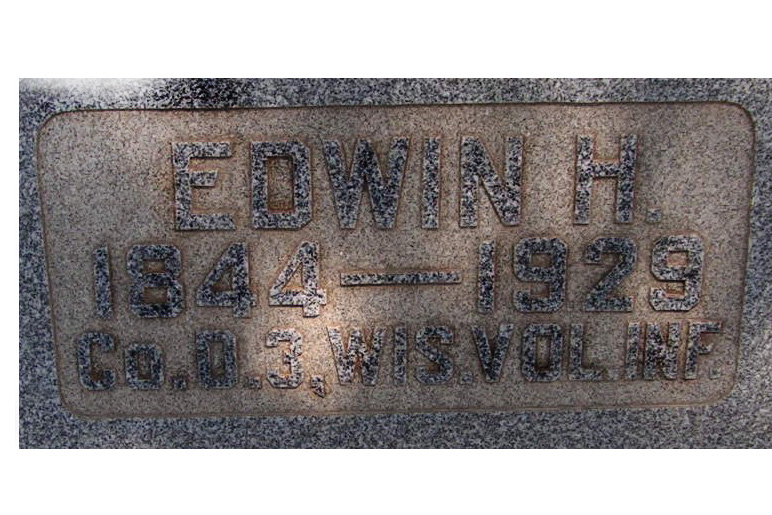 EDWIN H.
1844—1929
Co. D. 3, WIS. VOL. INF.